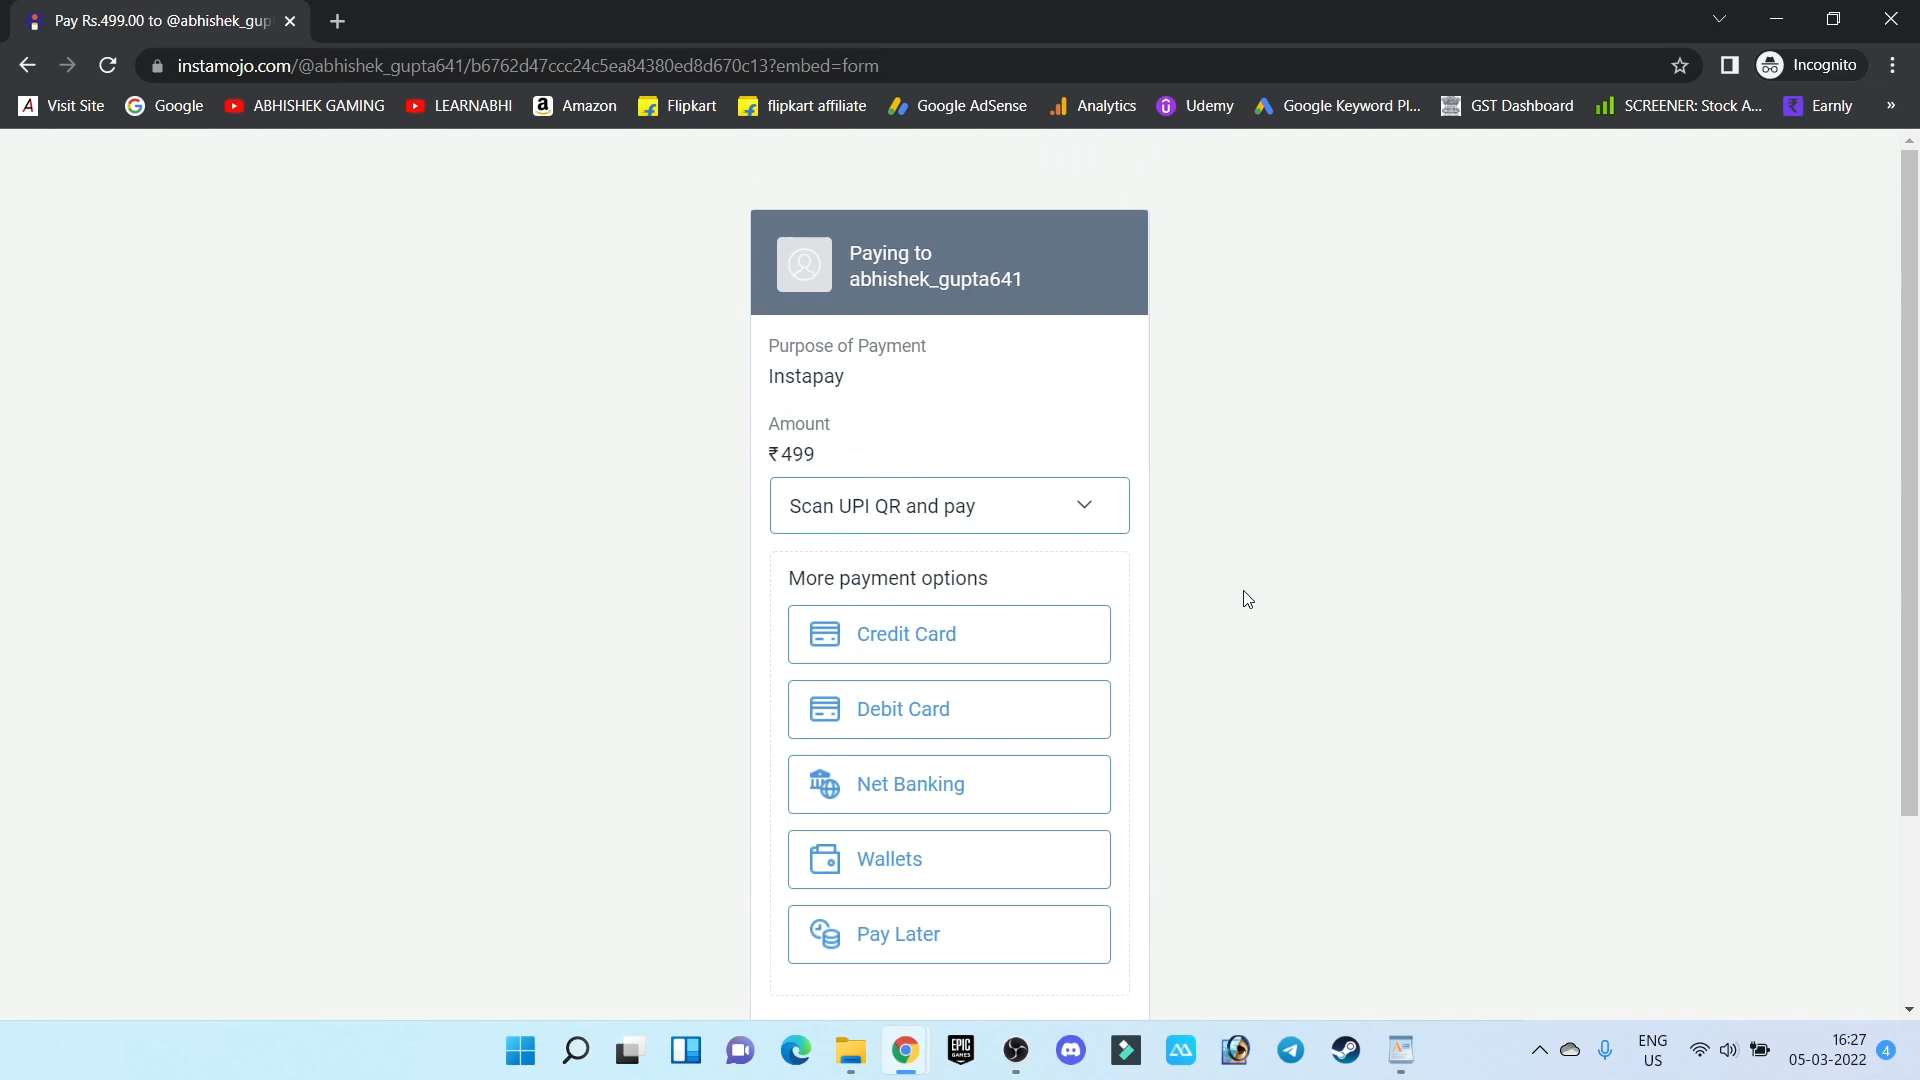 Pay Rs.499.00 to @abhishek_gup
instamojo.com/@abhishek_gupta641/b6762d47ccc24c5ea84380ed8d670c13?embed=form
Incognito
Visit Site Google ABHISHEK GAMING LEARNABHI Amazon Flipkart flipkart affiliate Google AdSense Analytics Udemy Google Keyword Pl... GST Dashboard SCREENER: Stock A... Earnly »
Paying to
abhishek_gupta641
Purpose of Payment
Instapay
Amount
₹499
Scan UPI QR and pay
More payment options
Credit Card
Debit Card
Net Banking
Wallets
Pay Later
EPIC GAMES
ENG
US
16:27
05-03-2022
4